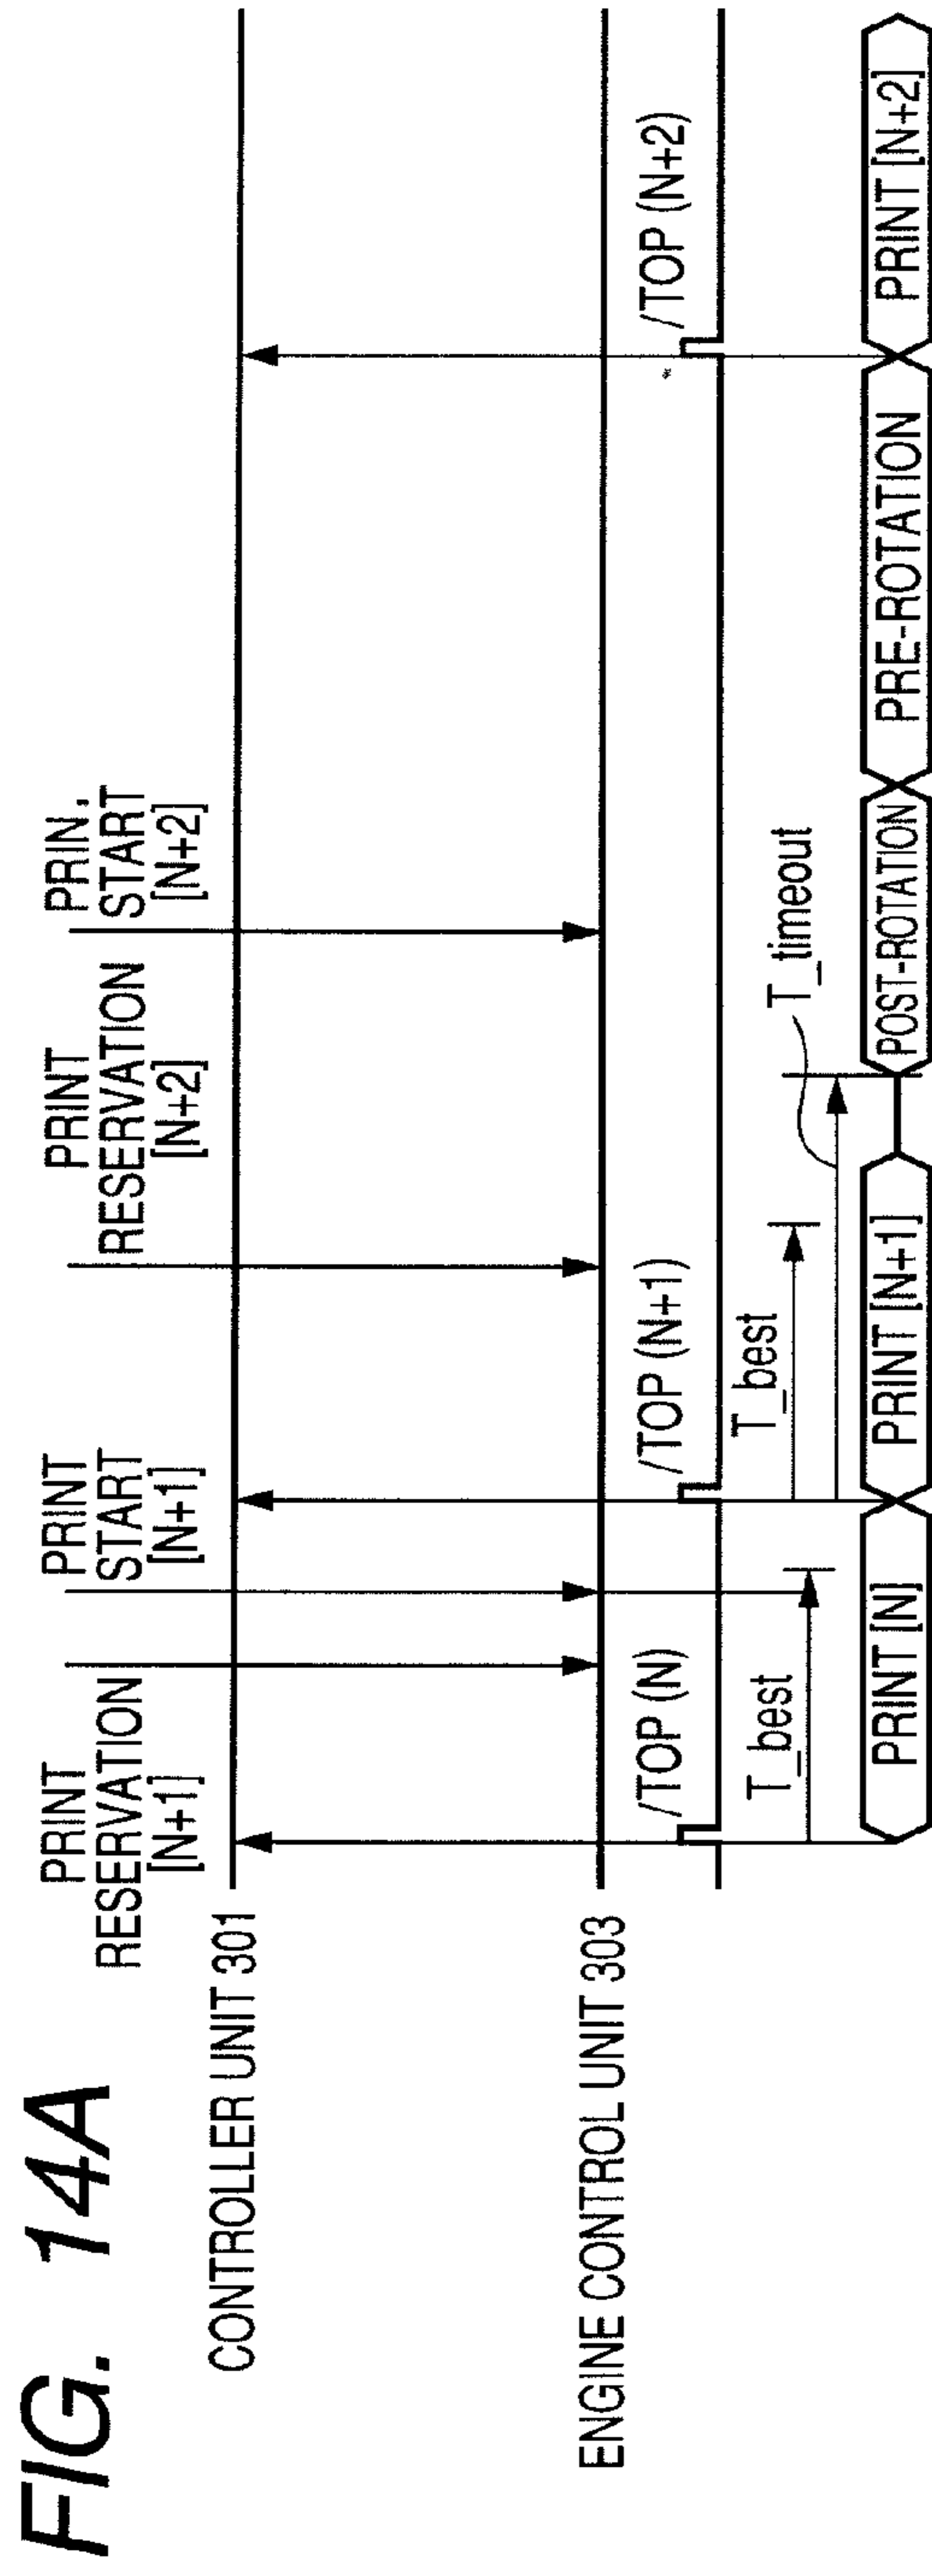 FIG. 14A
PRINT
RESERVATION
[N+1]
PRINT
START
[N+1]
PRINT
RESERVATION
[N+2]
PRIN,
START
[N+2]
CONTROLLER UNIT 301
ENGINE CONTROL UNIT 303
/TOP (N)
/TOP (N+1)
/TOP (N+2)
T_best
T_best
T_timeout
PRINT [N]
PRINT [N+1]
POST-ROTATION
PRE-ROTATION
PRINT [N+2]